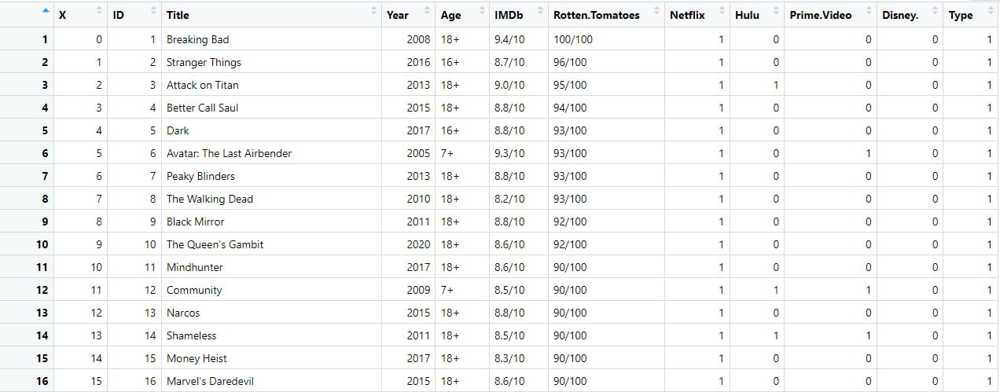 X ID Title Year Age IMDb Rotten.Tomatoes Netflix Hulu Prime.Video Disney. Type
1 0 1 Breaking Bad 2008 18+ 9.4/10 100/100 1 0 0 0 1
2 1 2 Stranger Things 2016 16+ 8.7/10 96/100 1 0 0 0 1
3 2 3 Attack on Titan 2013 18+ 9.0/10 95/100 1 1 0 0 1
4 3 4 Better Call Saul 2015 18+ 8.8/10 94/100 1 0 0 0 1
5 4 5 Dark 2017 16+ 8.8/10 93/100 1 0 0 0 1
6 5 6 Avatar: The Last Airbender 2005 7+ 9.3/10 93/100 1 0 1 0 1
7 6 7 Peaky Blinders 2013 18+ 8.8/10 93/100 1 0 0 0 1
8 7 8 The Walking Dead 2010 18+ 8.2/10 93/100 1 0 0 0 1
9 8 9 Black Mirror 2011 18+ 8.8/10 92/100 1 0 0 0 1
10 9 10 The Queen's Gambit 2020 18+ 8.6/10 92/100 1 0 0 0 1
11 10 11 Mindhunter 2017 18+ 8.6/10 90/100 1 0 0 0 1
12 11 12 Community 2009 7+ 8.5/10 90/100 1 1 1 0 1
13 12 13 Narcos 2015 18+ 8.8/10 90/100 1 0 0 0 1
14 13 14 Shameless 2011 18+ 8.5/10 90/100 1 1 1 0 1
15 14 15 Money Heist 2017 18+ 8.3/10 90/100 1 0 0 0 1
16 15 16 Marvel's Daredevil 2015 18+ 8.6/10 90/100 1 0 0 0 1